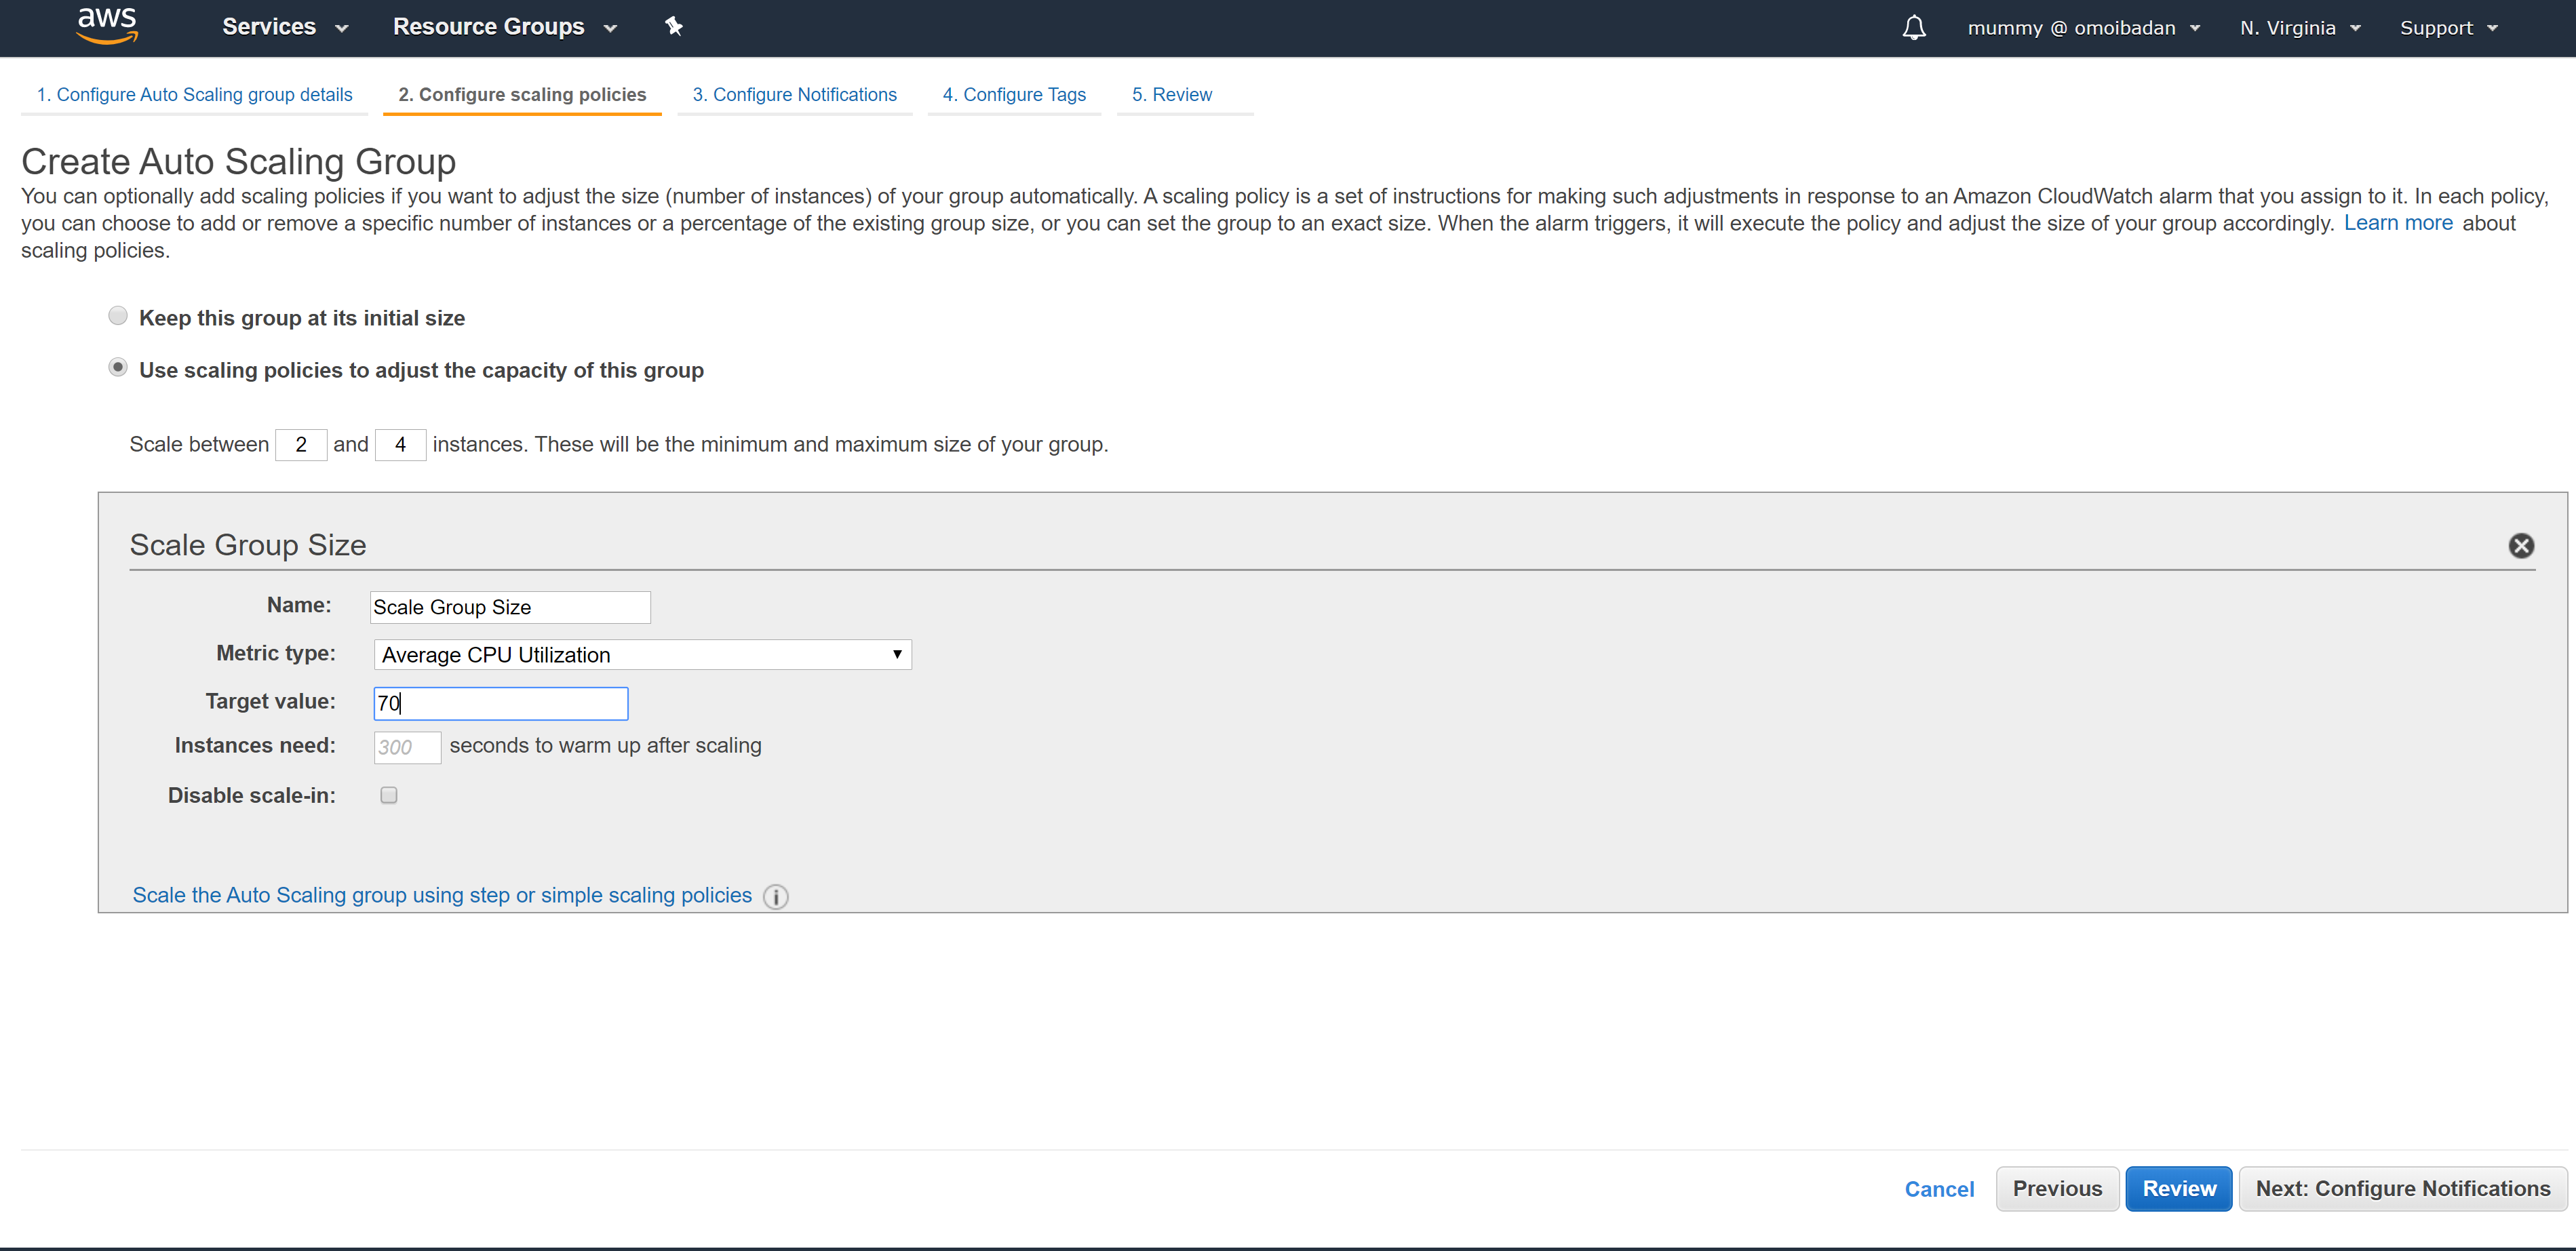 aws Services Resource Groups mummy @ omoibadan N. Virginia Support
1. Configure Auto Scaling group details 2. Configure scaling policies 3. Configure Notifications 4. Configure Tags 5. Review
Create Auto Scaling Group
You can optionally add scaling policies if you want to adjust the size (number of instances) of your group automatically. A scaling policy is a set of instructions for making such adjustments in response to an Amazon CloudWatch alarm that you assign to it. In each policy,
you can choose to add or remove a specific number of instances or a percentage of the existing group size, or you can set the group to an exact size. When the alarm triggers, it will execute the policy and adjust the size of your group accordingly. Learn more about
scaling policies.
Keep this group at its initial size
Use scaling policies to adjust the capacity of this group
Scale between 2 and 4 instances. These will be the minimum and maximum size of your group.
Scale Group Size
Name: Scale Group Size
Metric type: Average CPU Utilization
Target value: 70
Instances need: 300 seconds to warm up after scaling
Disable scale-in:
Scale the Auto Scaling group using step or simple scaling policies i
Cancel Previous Review Next: Configure Notifications